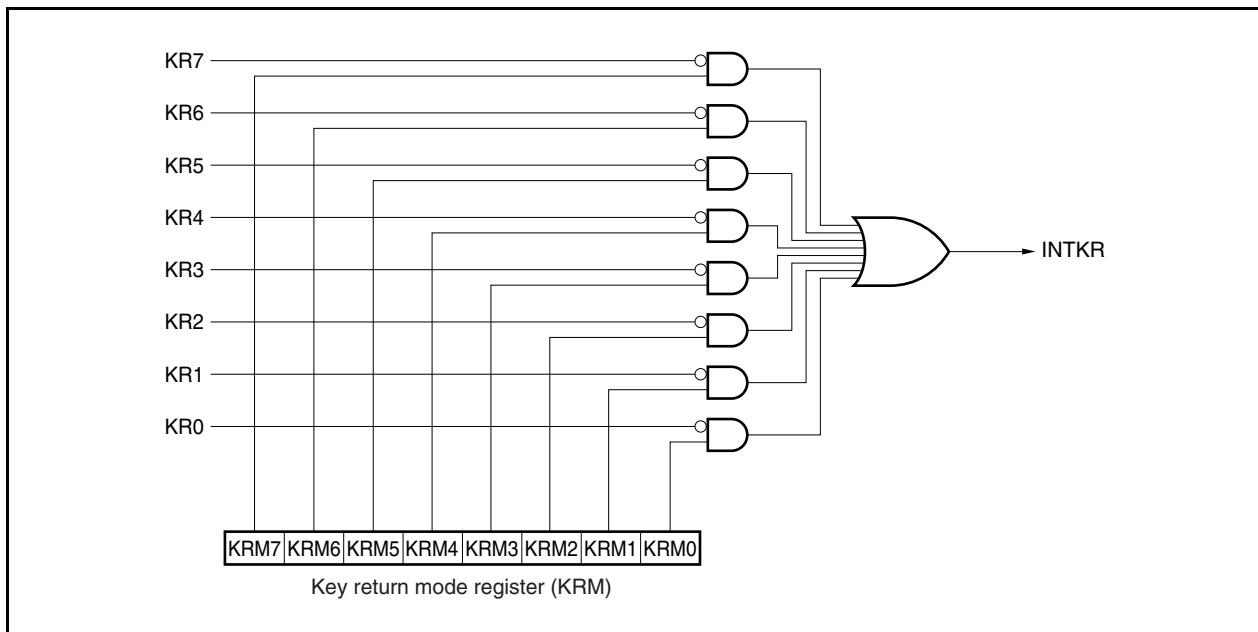 KR7
KR6
KR5
KR4
KR3
KR2
KR1
KR0
INTKR
KRM7 KRM6 KRM5 KRM4 KRM3 KRM2 KRM1 KRM0
Key return mode register (KRM)